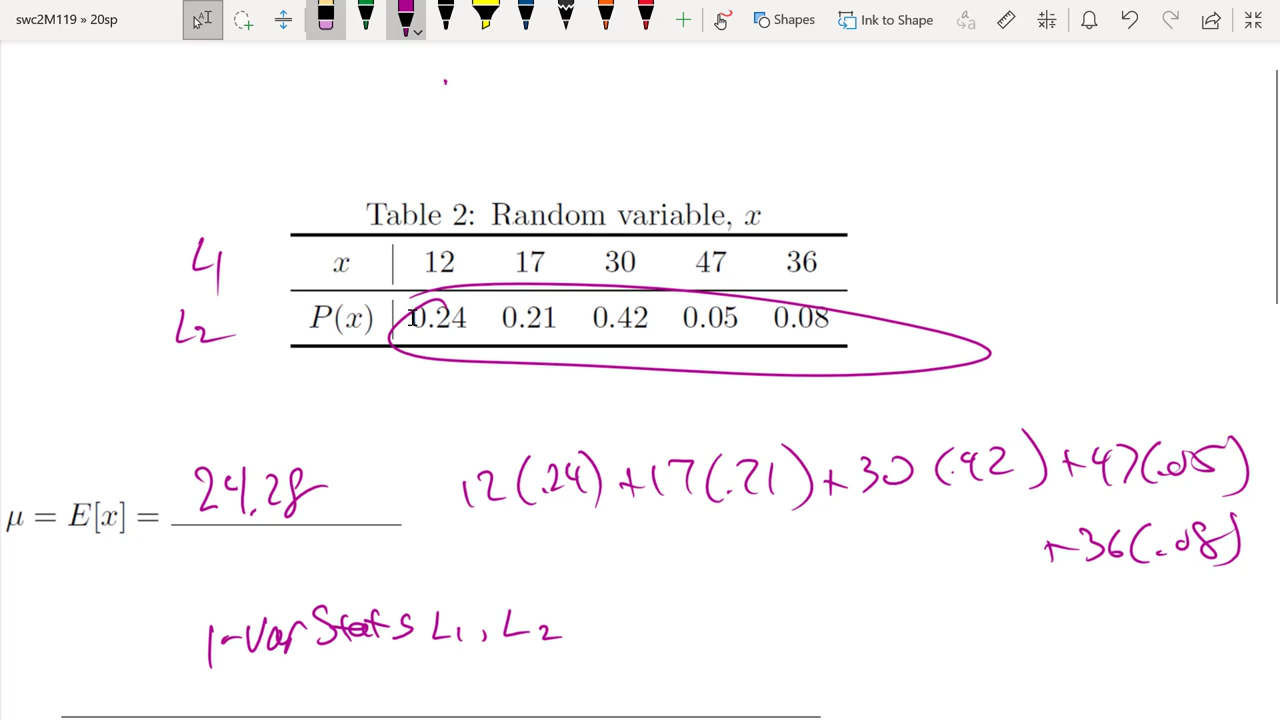 swc2M119 » 20sp
Shapes
Ink to Shape
Table 2: Random variable, x
L1 x 12 17 30 47 36
L2 P(x) 0.24 0.21 0.42 0.05 0.08
μ = E[x] = 24.28
12(.24)+17(.21)+30(.42)+47(.05)
+36(.08)
1-Var Stats L1, L2